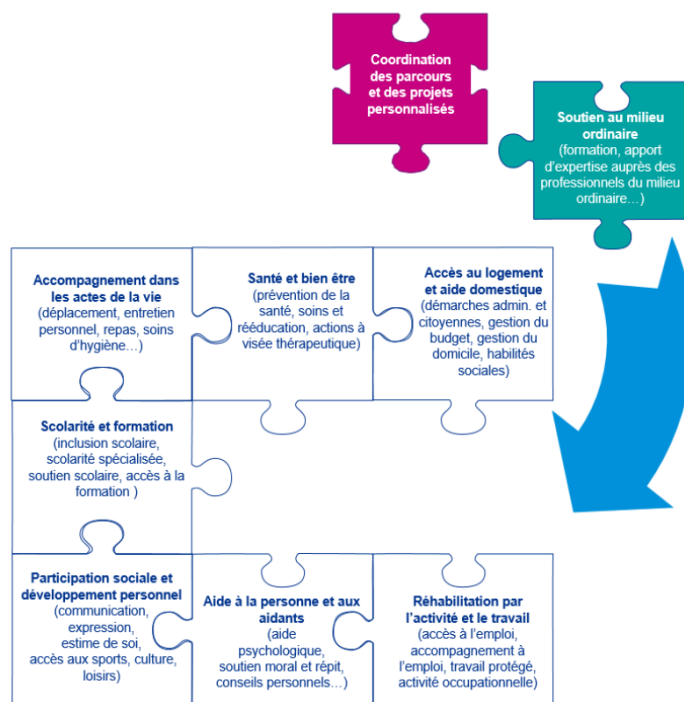 Coordination
des parcours
et des projets
personnalisés
Soutien au milieu
ordinaire
(formation, apport
d'expertise auprès des
professionnels du milieu
ordinaire…)
Accompagnement dans
les actes de la vie
(déplacement, entretien
personnel, repas, soins
d'hygiène…)
Santé et bien être
(prévention de la
santé, soins et
rééducation, actions à
visée thérapeutique)
Accès au logement
et aide domestique
(démarches admin. et
citoyennes, gestion du
budget, gestion du
domicile, habilités
sociales)
Scolarité et formation
(inclusion scolaire,
scolarité spécialisée,
soutien scolaire, accès à la
formation )
Participation sociale et
développement personnel
(communication,
expression,
estime de soi,
accès aux sports, culture,
loisirs)
Aide à la personne et aux
aidants
(aide
psychologique,
soutien moral et répit,
conseils personnels…)
Réhabilitation par
l'activité et le travail
(accès à l'emploi,
accompagnement à
l'emploi, travail protégé,
activité occupationnelle)